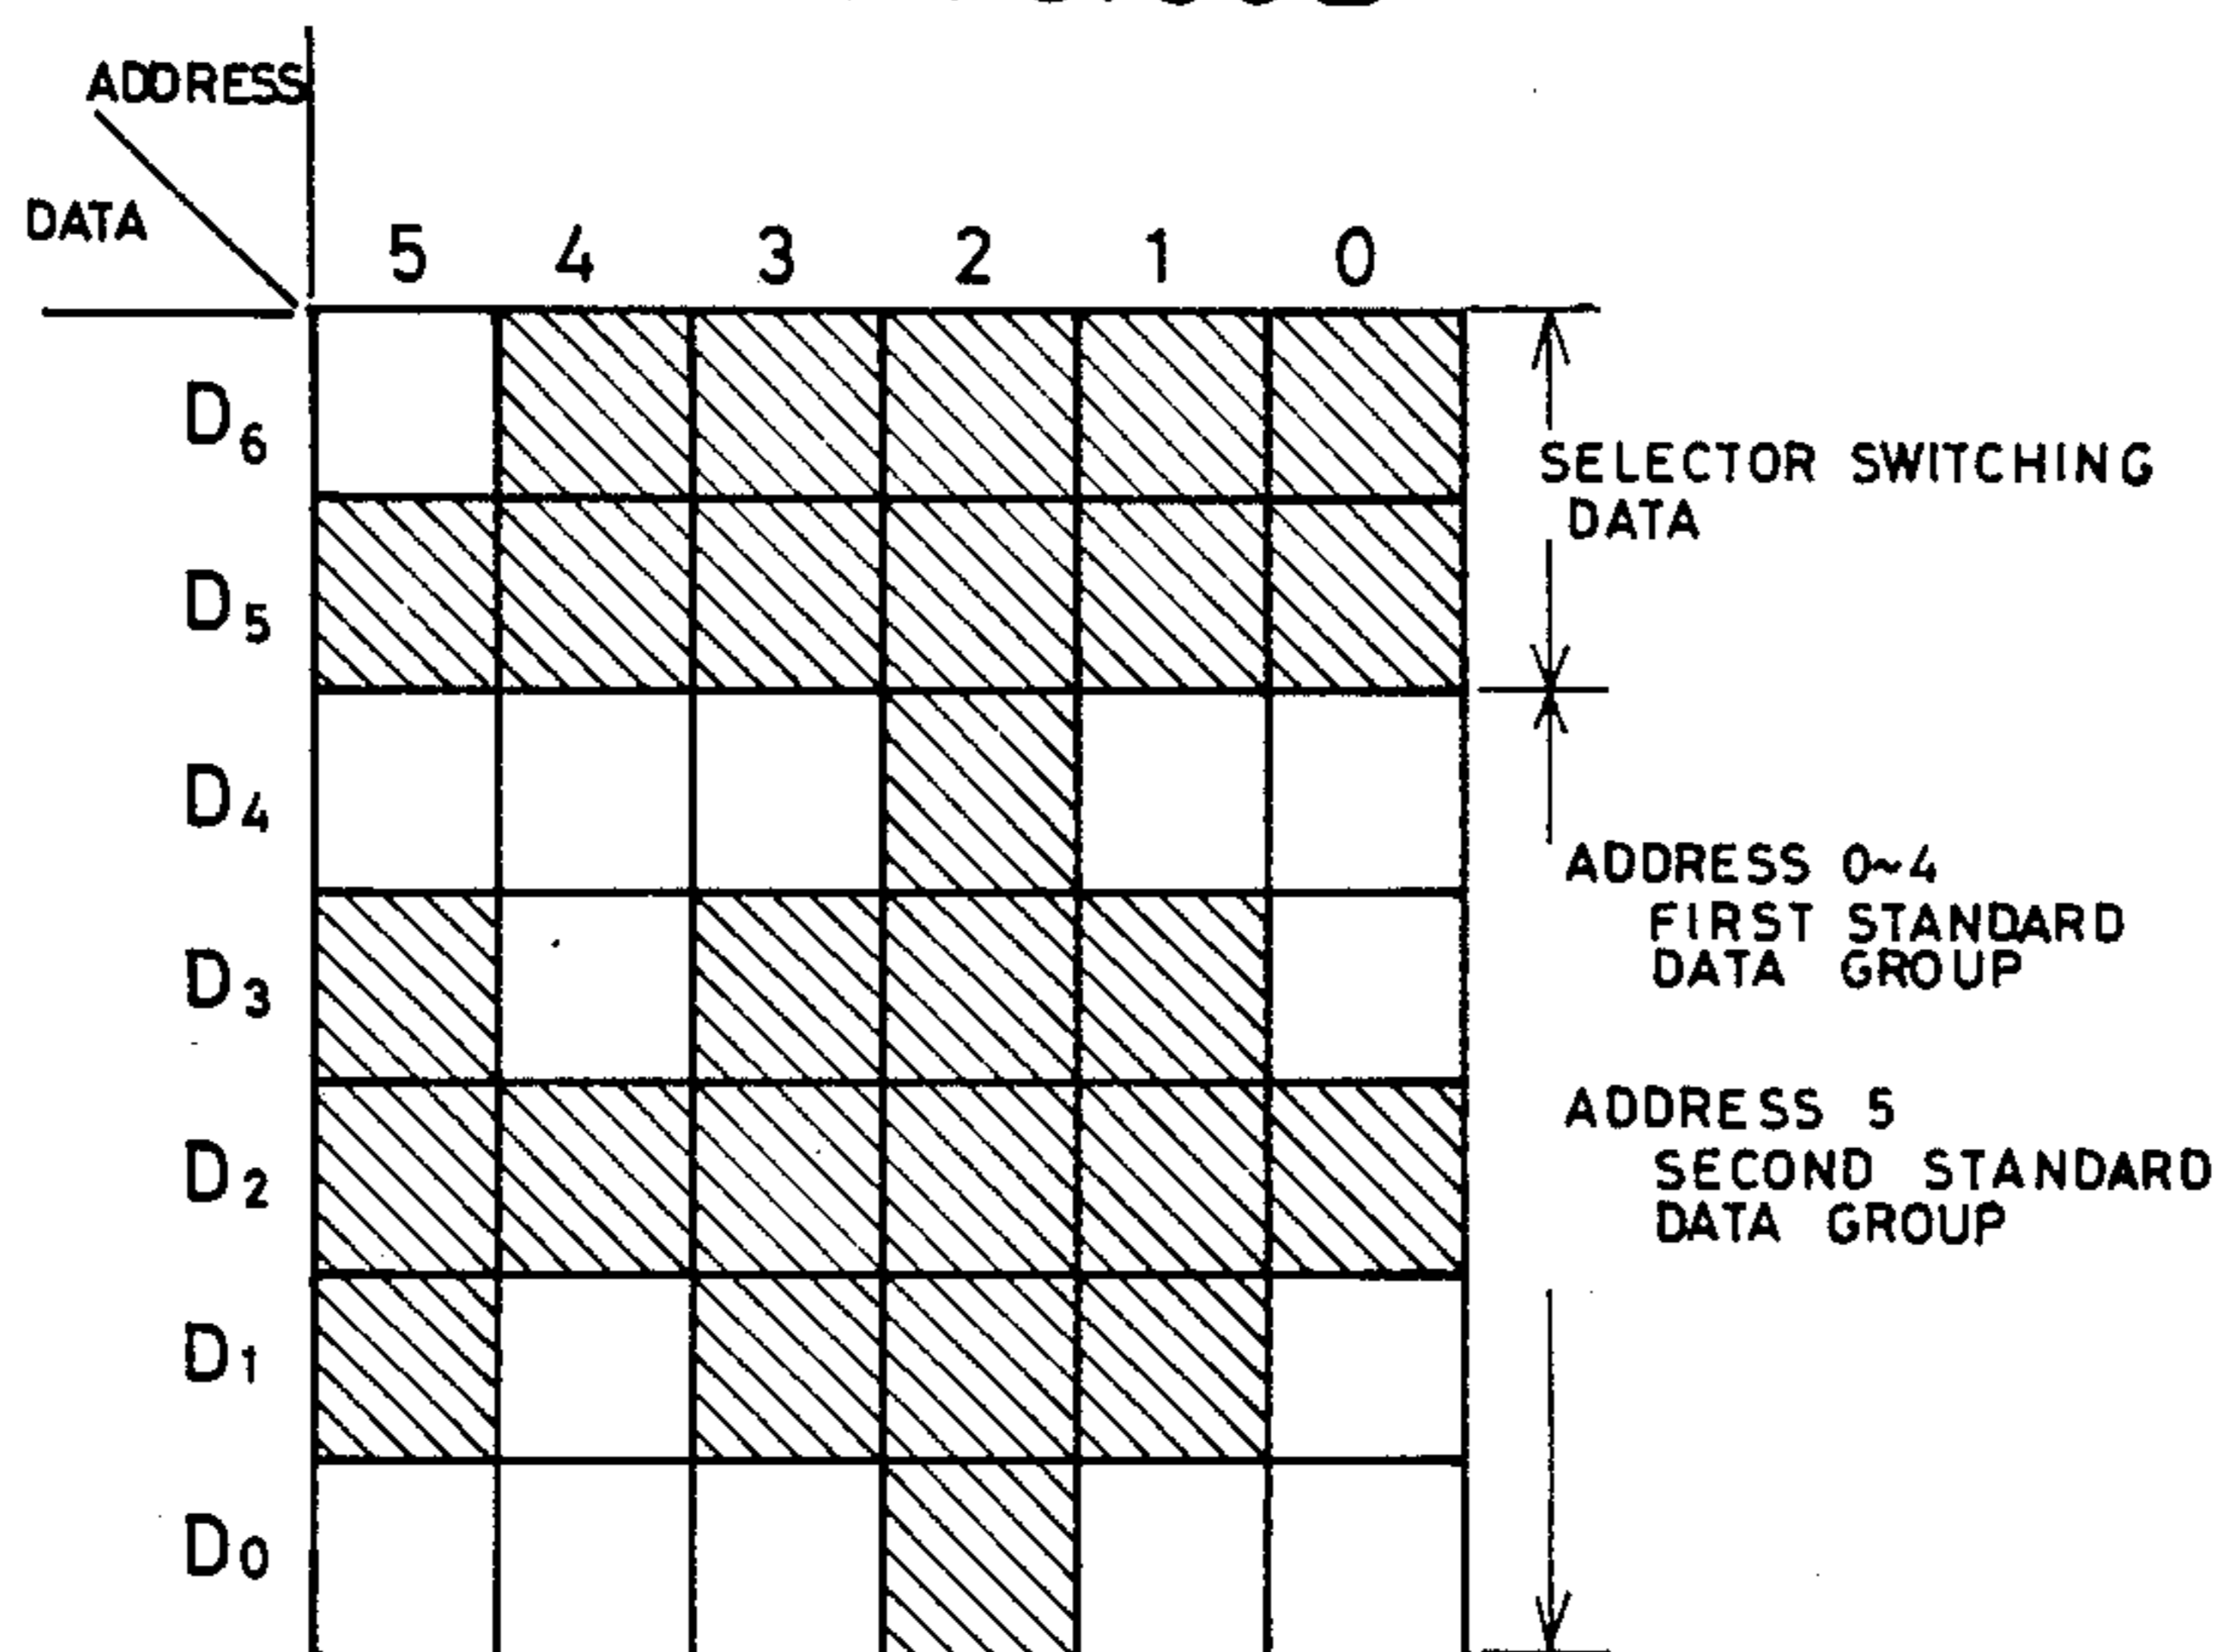 ADDRESS
DATA
5 4 3 2 1 0
D6
D5
D4
D3
D2
D1
D0
SELECTOR SWITCHING
DATA
ADDRESS 0~4
FIRST STANDARD
DATA GROUP
ADDRESS 5
SECOND STANDARD
DATA GROUP